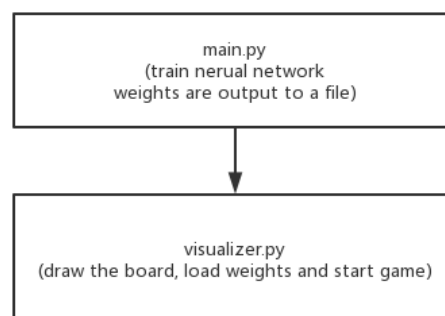 main.py
(train nerual network
weights are output to a file)
visualizer.py
(draw the board, load weights and start game)